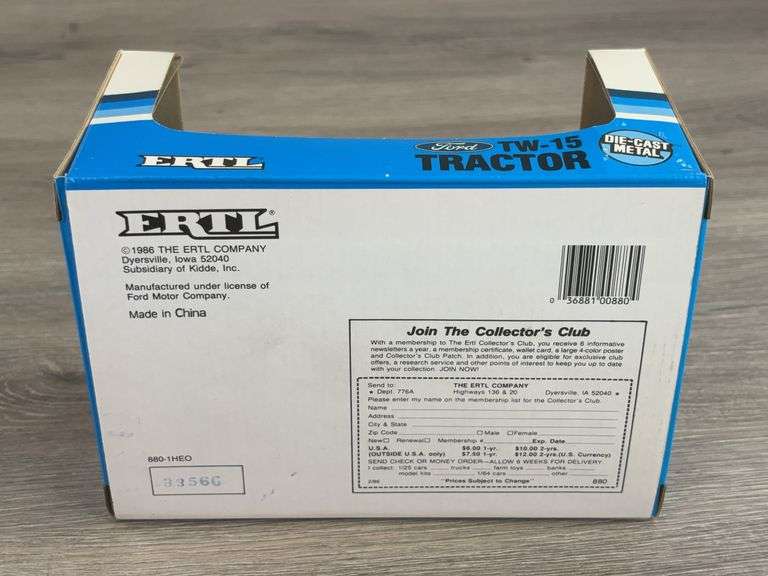 ERTL
Ford TW-15
TRACTOR
DIE-CAST
METAL
ERTL®
©1986 THE ERTL COMPANY
Dyersville, Iowa 52040
Subsidiary of Kidde, Inc.
Manufactured under license of
Ford Motor Company.
Made in China
0 36881 00880
Join The Collector's Club
With a membership to The Ertl Collector's Club, you receive 6 informative
newsletters a year, a membership certificate, wallet card, a large 4-color poster
and Collector's Club Patch. In addition, you are eligible for exclusive club
offers, a research service and other points of interest to keep you up to date
with your collection. JOIN NOW!
Send to: THE ERTL COMPANY
• Dept. 776A Highways 136 & 20 Dyersville, IA 52040 •
Please enter my name on the membership list for the Collector's Club.
Name
Address
City & State
Zip Code □Male □Female
New□ Renewal□ Membership # Exp. Date
U.S.A. $6.00 1-yr. $10.00 2-yrs.
(OUTSIDE U.S.A. only) $7.50 1-yr. $12.00 2-yrs. (U.S. Currency)
SEND CHECK OR MONEY ORDER—ALLOW 6 WEEKS FOR DELIVERY
I collect: 1/25 cars trucks farm toys banks
model kits 1/64 cars other
2/86 "Prices Subject to Change" 880
880-1HEO